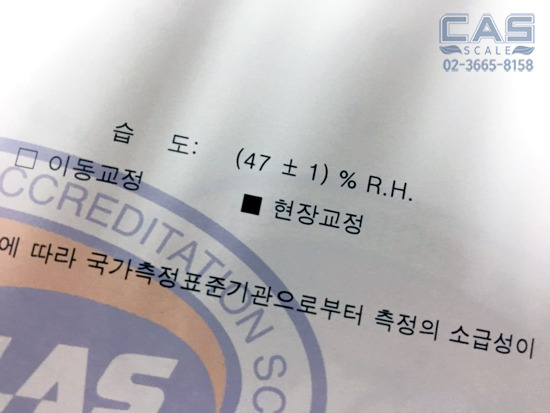 CAS
SCALE
02-3665-8158
습 도: (47 ± 1) % R.H.
□ 이동교정 ■ 현장교정
에 따라 국가측정표준기관으로부터 측정의 소급성이
ACCREDITATION
LAS